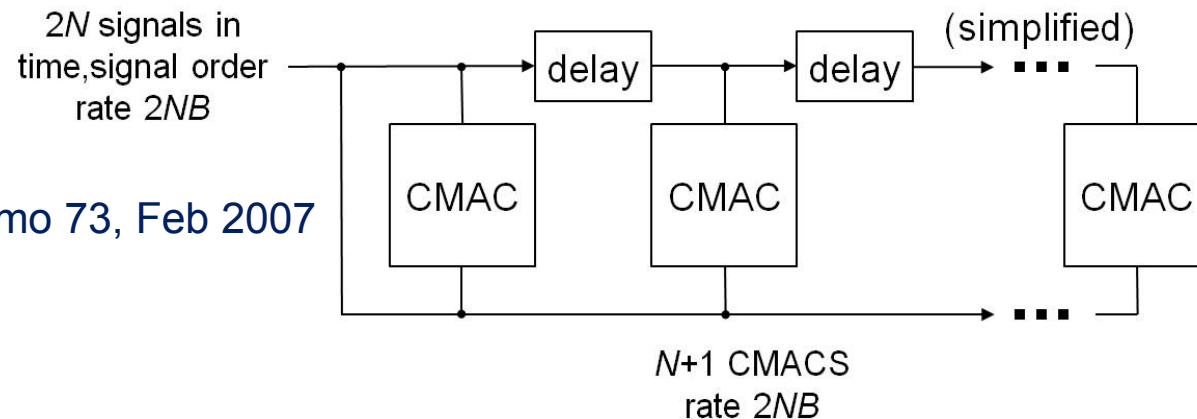 2N signals in
time,signal order
rate 2NB
(simplified)
delay
delay
CMAC
CMAC
CMAC
mo 73, Feb 2007
N+1 CMACS
rate 2NB